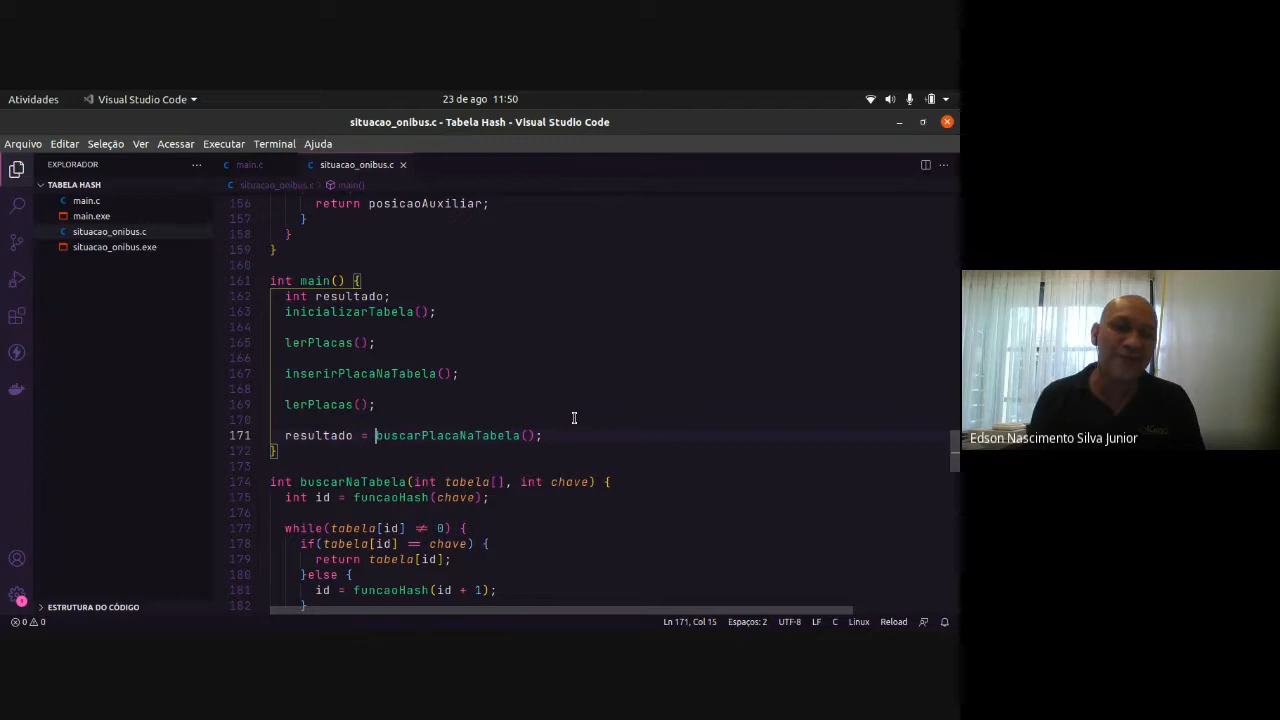 Atividades
Visual Studio Code
23 de ago 11:50
situacao_onibus.c - Tabela Hash - Visual Studio Code
Arquivo Editar Seleção Ver Acessar Executar Terminal Ajuda
EXPLORADOR
main.c
situacao_onibus.c
TABELA HASH
situacao_onibus.c
main()
main.c
main.exe
situacao_onibus.c
situacao_onibus.exe
156 return posicaoAuxiliar;
157 }
158 }
159 }
160
161 int main() {
162 int resultado;
163 inicializarTabela();
164
165 lerPlacas();
166
167 inserirPlacaNaTabela();
168
169 lerPlacas();
170
171 resultado = buscarPlacaNaTabela();
172 }
173
174 int buscarNaTabela(int tabela[], int chave) {
175 int id = funcaoHash(chave);
176
177 while(tabela[id] ≠ 0) {
178 if(tabela[id] == chave) {
179 return tabela[id];
180 }else {
181 id = funcaoHash(id + 1);
182 }
ESTRUTURA DO CÓDIGO
0 0
Ln 171, Col 15 Espaços: 2 UTF-8 LF C Linux Reload
Edson Nascimento Silva Junior